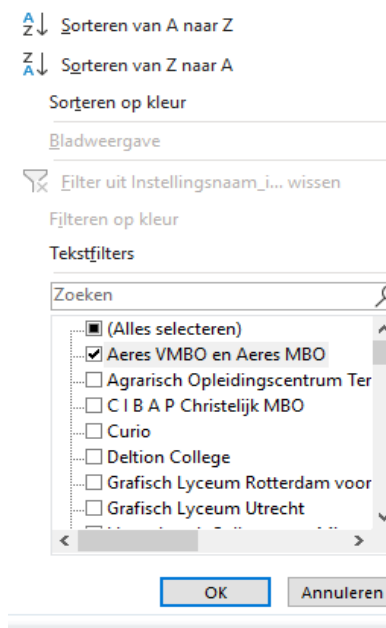 Sorteren van A naar Z
Sorteren van Z naar A
Sorteren op kleur
Bladweergave
Filter uit Instellingsnaam_i... wissen
Filteren op kleur
Tekstfilters
Zoeken
(Alles selecteren)
Aeres VMBO en Aeres MBO
Agrarisch Opleidingscentrum Ter
C I B A P Christelijk MBO
Curio
Deltion College
Grafisch Lyceum Rotterdam voor
Grafisch Lyceum Utrecht
OK Annuleren